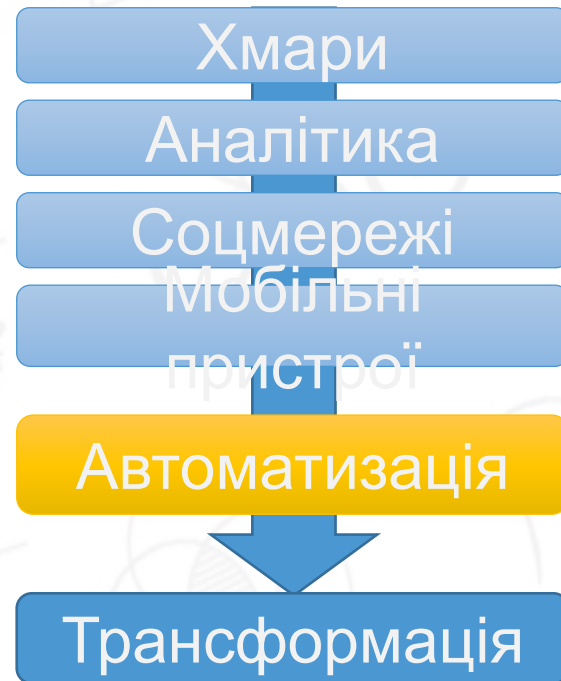 Хмари
Аналітика
Соцмережі
Мобільні
пристрої
Автоматизація
Трансформація